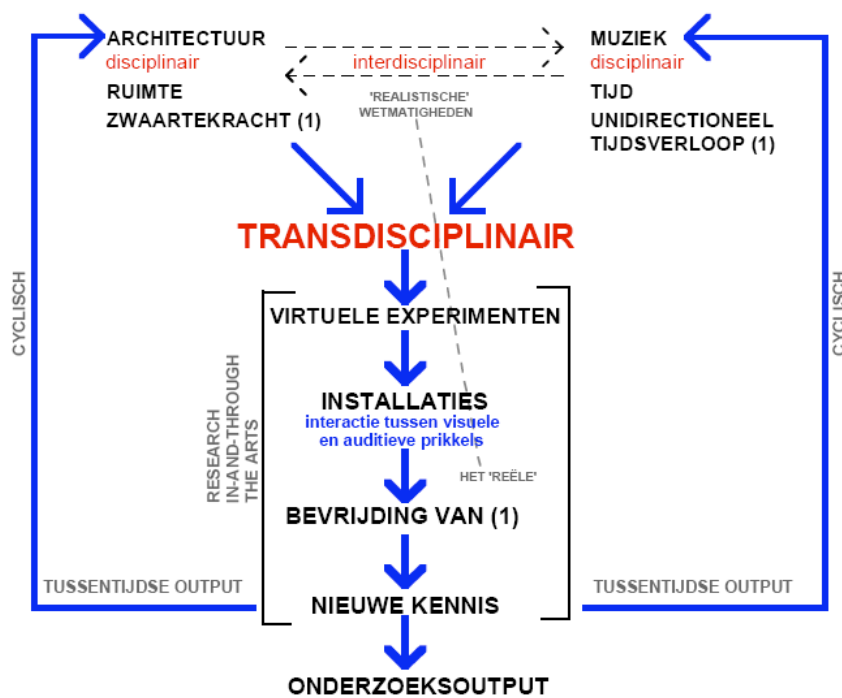 ARCHITECTUUR
disciplinair
RUIMTE
ZWAARTEKRACHT (1)
interdisciplinair
'REALISTISCHE'
WETMATIGHEDEN
MUZIEK
disciplinair
TIJD
UNIDIRECTIONEEL
TIJDSVERLOOP (1)
TRANSDISCIPLINAIR
CYCLISCH
CYCLISCH
VIRTUELE EXPERIMENTEN
INSTALLATIES
interactie tussen visuele
en auditieve prikkels
RESEARCH
IN-AND-THROUGH
THE ARTS
HET 'REËLE'
BEVRIJDING VAN (1)
TUSSENTIJDSE OUTPUT
TUSSENTIJDSE OUTPUT
NIEUWE KENNIS
ONDERZOEKSOUTPUT